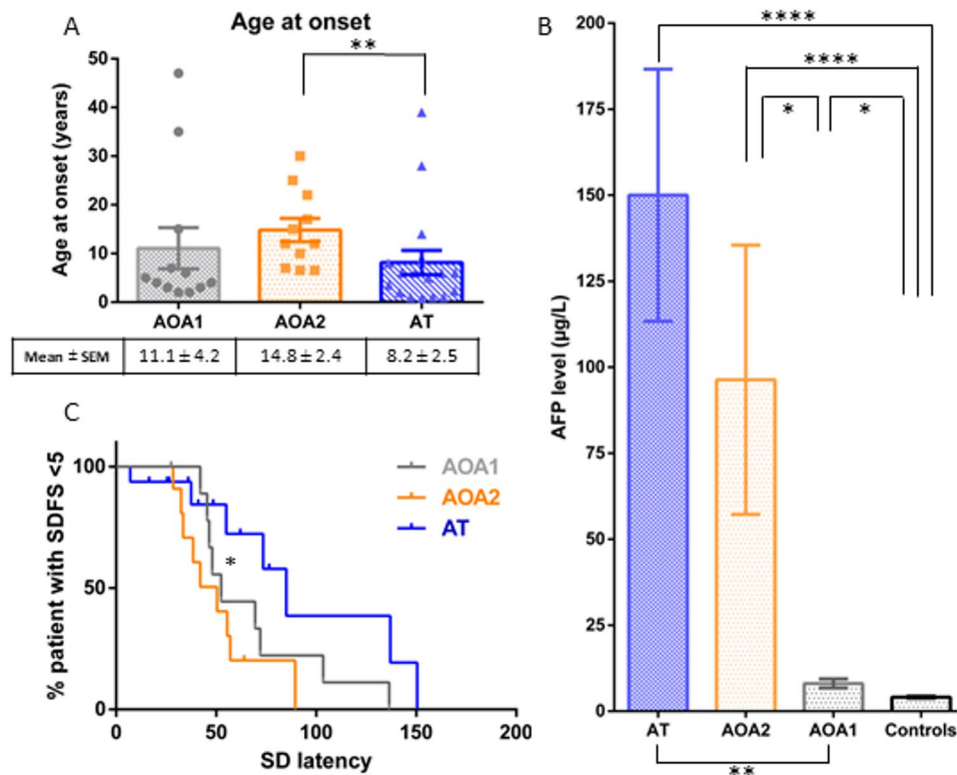 A
Age at onset
**
Age at onset (years)
50
40
30
20
10
0
AOA1 AOA2 AT
Mean ± SEM 11.1 ± 4.2 14.8 ± 2.4 8.2 ± 2.5
B
****
****
* *
AFP level (µg/L)
200
175
150
125
100
75
50
25
0
AT AOA2 AOA1 Controls
**
C
% patient with SDFS <5
100
50
0
AOA1
AOA2
AT
*
0 50 100 150 200
SD latency